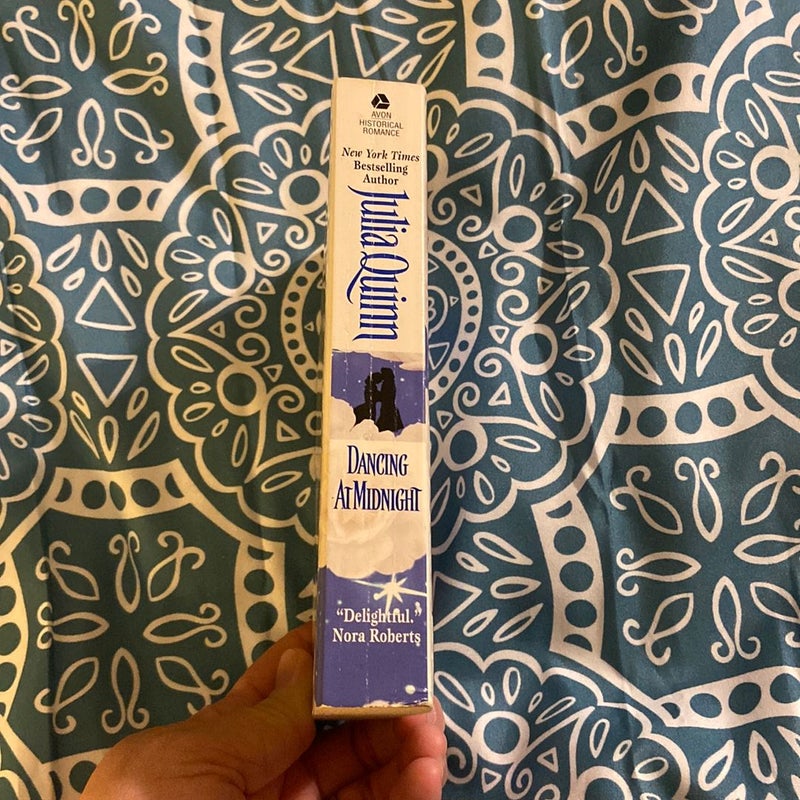 AVON
HISTORICAL
ROMANCE
New York Times
Bestselling
Author
Julia Quinn
DANCING
AT MIDNIGHT
“Delightful.”
Nora Roberts